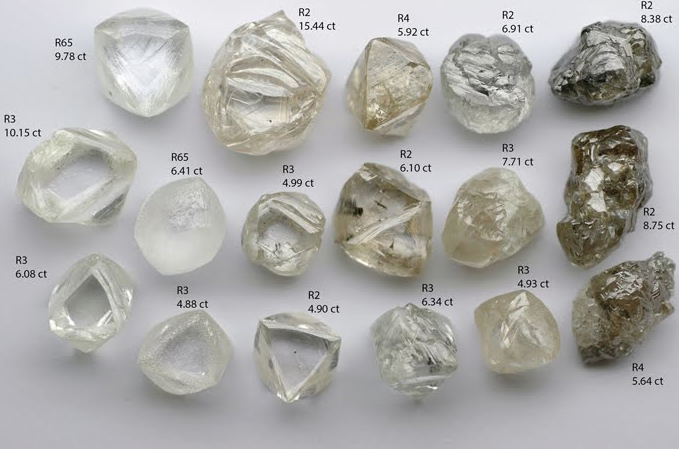 R65
9.78 ct
R2
15.44 ct
R4
5.92 ct
R2
6.91 ct
R2
8.38 ct
R3
10.15 ct
R65
6.41 ct
R3
4.99 ct
R2
6.10 ct
R3
7.71 ct
R2
8.75 ct
R3
6.08 ct
R3
4.88 ct
R2
4.90 ct
R3
6.34 ct
R3
4.93 ct
R4
5.64 ct